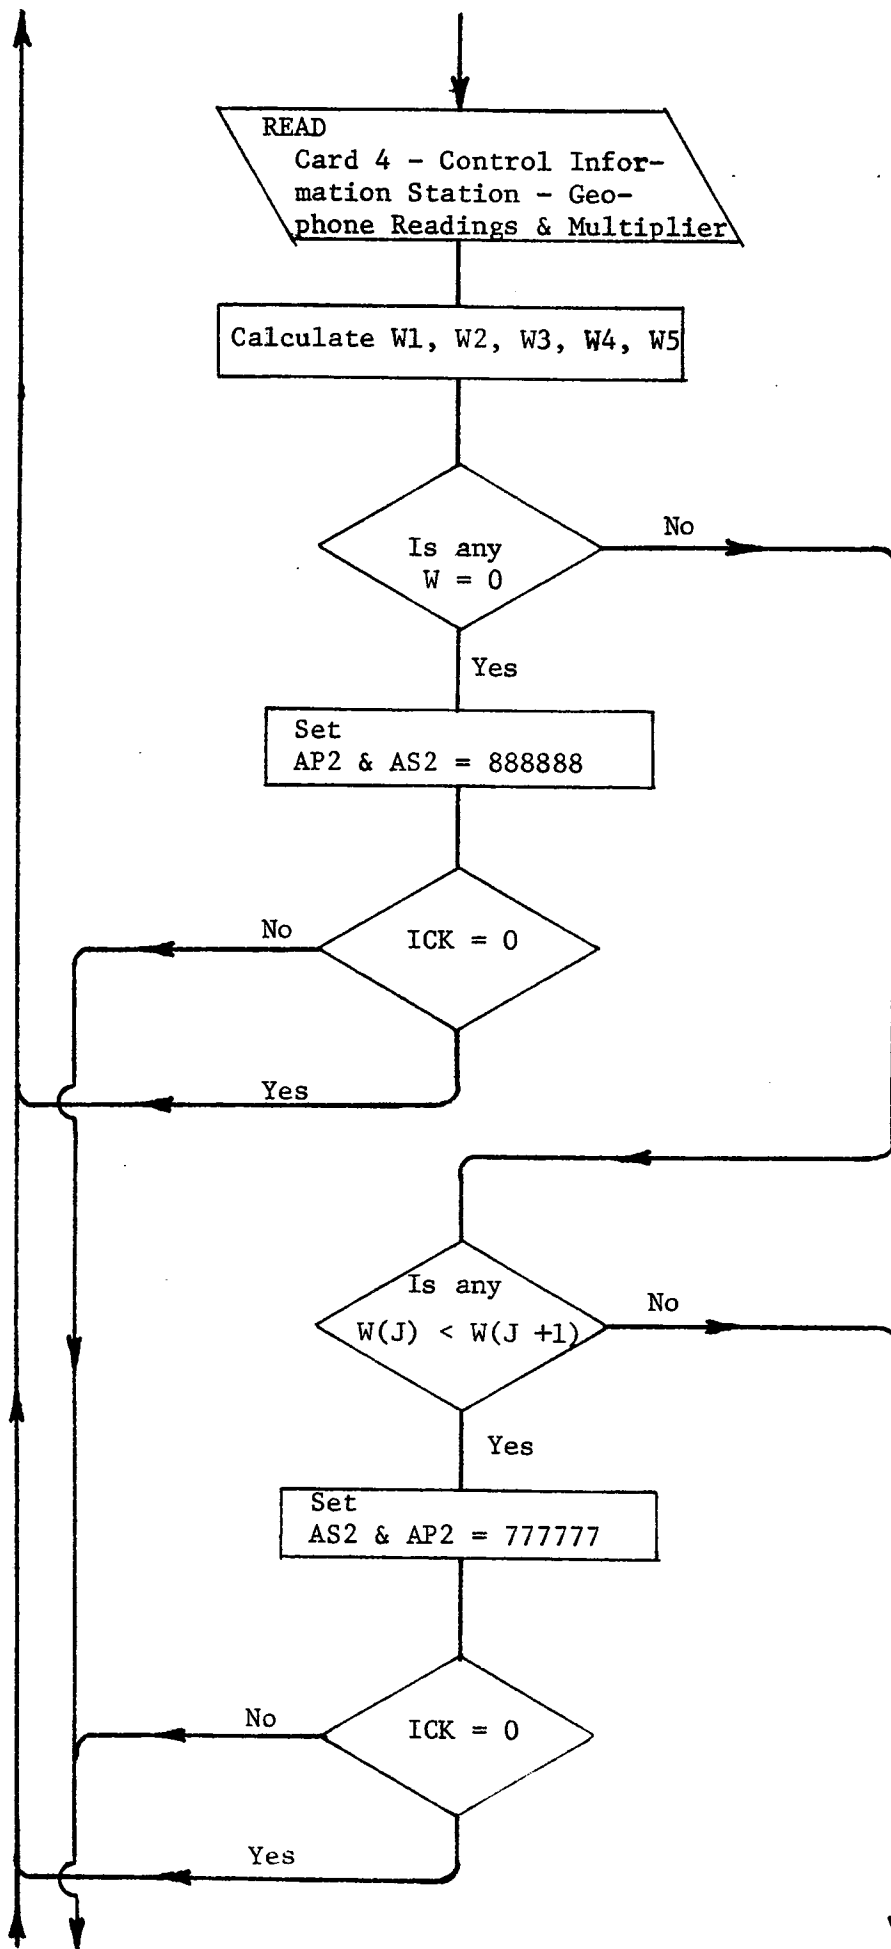 READ
Card 4 - Control Infor-
mation Station - Geo-
phone Readings & Multiplier
Calculate W1, W2, W3, W4, W5
No
Is any
W = 0
Yes
Set
AP2 & AS2 = 888888
No
ICK = 0
Yes
Is any
W(J) < W(J +1)
No
Yes
Set
AS2 & AP2 = 777777
No
ICK = 0
Yes